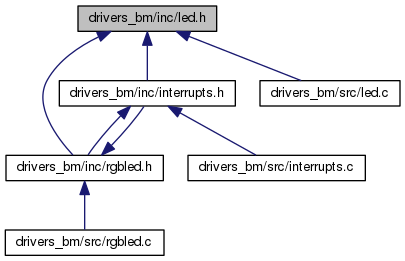 drivers_bm/inc/led.h
drivers_bm/inc/interrupts.h
drivers_bm/src/led.c
drivers_bm/inc/rgbled.h
drivers_bm/src/interrupts.c
drivers_bm/src/rgbled.c